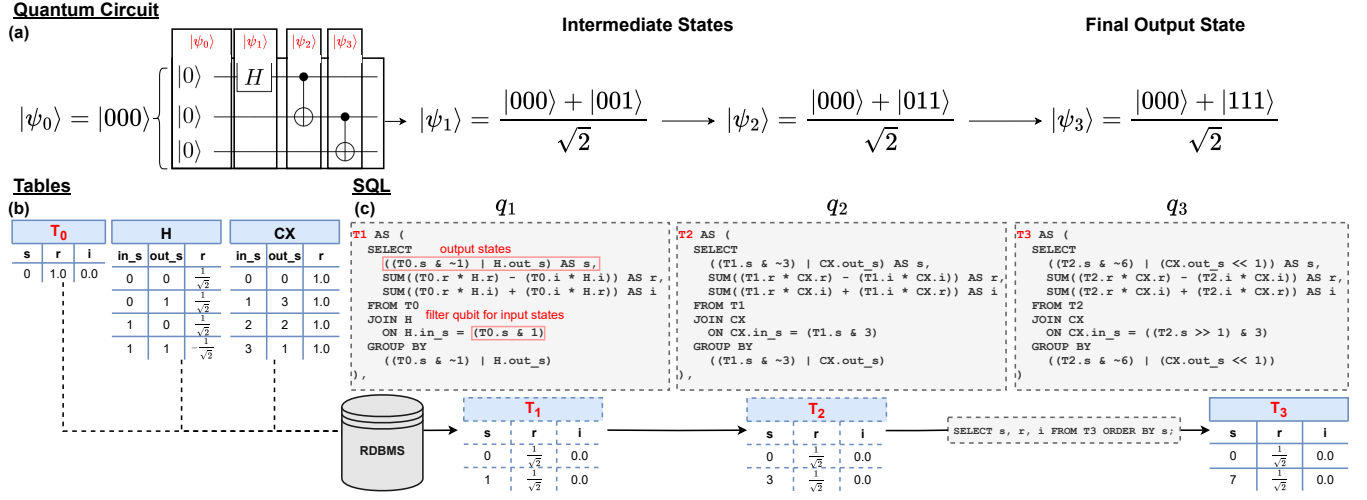 Quantum Circuit
(a)
|ψ₀⟩ |ψ₁⟩ |ψ₂⟩ |ψ₃⟩
|0⟩ H
|0⟩
|0⟩
|ψ₀⟩ = |000⟩
Intermediate States
Final Output State
|ψ₁⟩ = (|000⟩ + |001⟩)/√2
|ψ₂⟩ = (|000⟩ + |011⟩)/√2
|ψ₃⟩ = (|000⟩ + |111⟩)/√2
Tables
(b)
T₀
s r i
0 1.0 0.0
H
in_s out_s r
0 0 1/√2
0 1 1/√2
1 0 1/√2
1 1 -1/√2
CX
in_s out_s r
0 0 1.0
1 3 1.0
2 2 1.0
3 1 1.0
SQL
(c)
q₁
T1 AS (
SELECT
output states
((T0.s & ~1) | H.out_s) AS s,
SUM((T0.r * H.r) - (T0.i * H.i)) AS r,
SUM((T0.r * H.i) + (T0.i * H.r)) AS i
FROM T0
JOIN H
filter qubit for input states
ON H.in_s = (T0.s & 1)
GROUP BY
((T0.s & ~1) | H.out_s)
),
q₂
T2 AS (
SELECT
((T1.s & ~3) | CX.out_s) AS s,
SUM((T1.r * CX.r) - (T1.i * CX.i)) AS r,
SUM((T1.r * CX.i) + (T1.i * CX.r)) AS i
FROM T1
JOIN CX
ON CX.in_s = (T1.s & 3)
GROUP BY
((T1.s & ~3) | CX.out_s)
),
q₃
T3 AS (
SELECT
((T2.s & ~6) | (CX.out_s << 1)) AS s,
SUM((T2.r * CX.r) - (T2.i * CX.i)) AS r,
SUM((T2.r * CX.i) + (T2.i * CX.r)) AS i
FROM T2
JOIN CX
ON CX.in_s = ((T2.s >> 1) & 3)
GROUP BY
((T2.s & ~6) | (CX.out_s << 1))
)
RDBMS
T₁
s r i
0 1/√2 0.0
1 1/√2 0.0
T₂
s r i
0 1/√2 0.0
3 1/√2 0.0
SELECT s, r, i FROM T3 ORDER BY s;
T₃
s r i
0 1/√2 0.0
7 1/√2 0.0